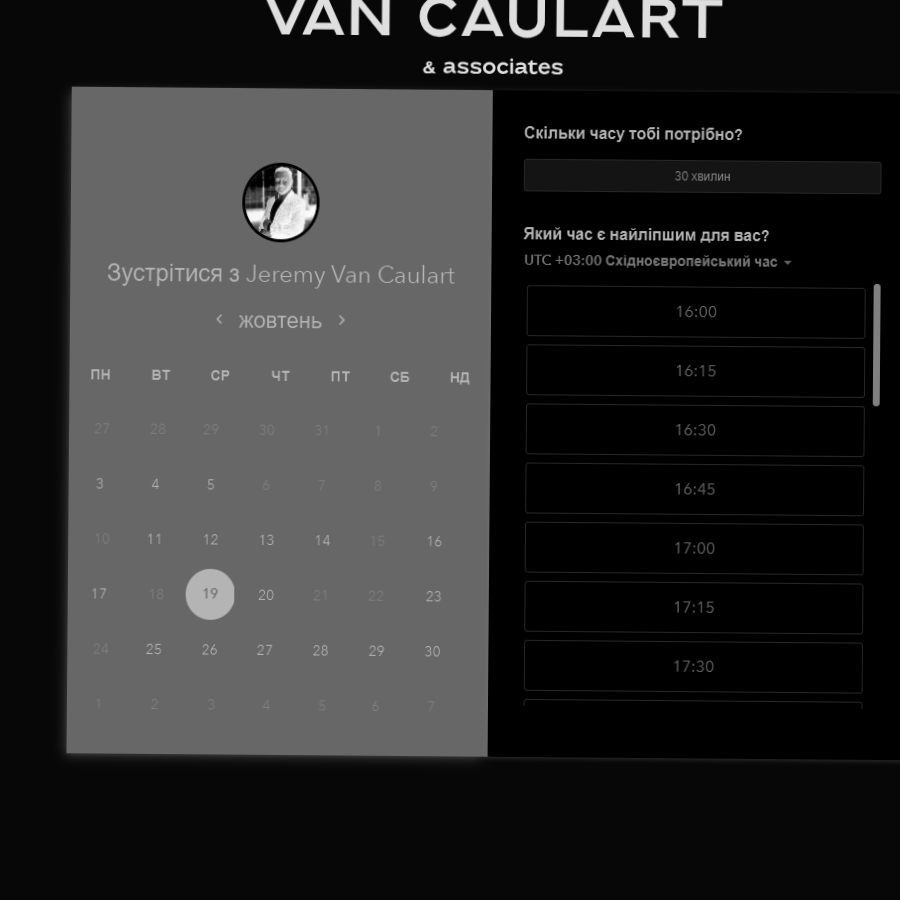 VAN CAULART
& associates
Зустрітися з Jeremy Van Caulart
жовтень
ПН ВТ СР ЧТ ПТ СБ НД
27 28 29 30 31 1 2
3 4 5 6 7 8 9
10 11 12 13 14 15 16
17 18 19 20 21 22 23
24 25 26 27 28 29 30
1 2 3 4 5 6 7
Скільки часу тобі потрібно?
30 хвилин
Який час є найліпшим для вас?
UTC +03:00 Східноєвропейський час
16:00
16:15
16:30
16:45
17:00
17:15
17:30